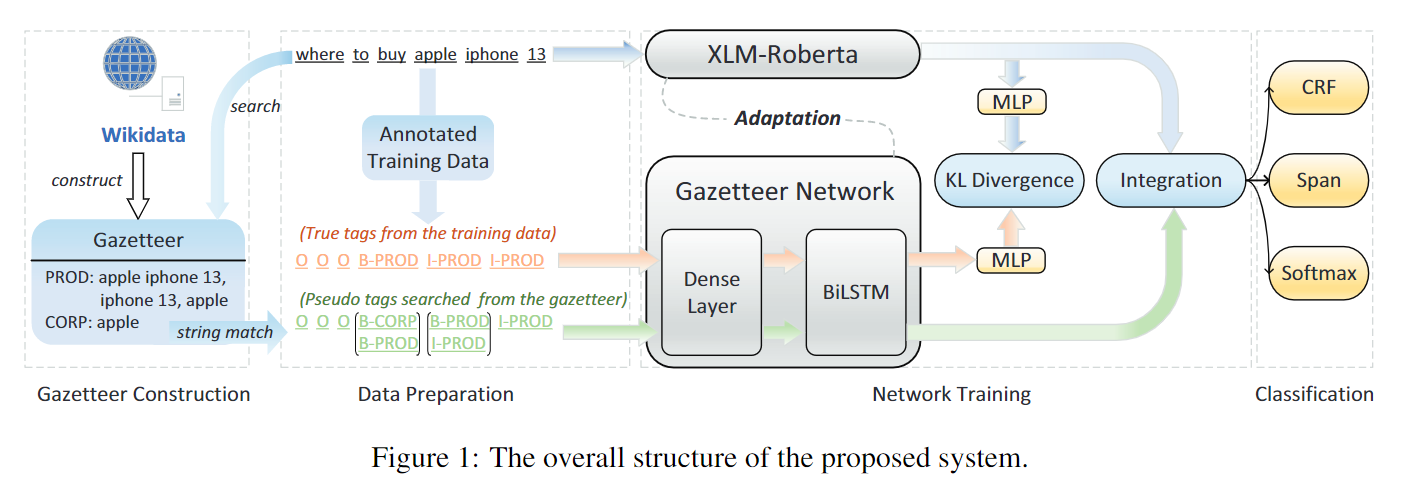 where to buy apple iphone 13
search
Wikidata
construct
Gazetteer
PROD: apple iphone 13,
iphone 13, apple
CORP: apple
string match
Gazetteer Construction
Annotated
Training Data
(True tags from the training data)
O O O B-PROD I-PROD I-PROD
(Pseudo tags searched from the gazetteer)
O O O B-CORP B-PROD I-PROD
B-PROD I-PROD
Data Preparation
XLM-Roberta
Adaptation
Gazetteer Network
Dense
Layer
BiLSTM
MLP
KL Divergence
MLP
Integration
Network Training
CRF
Span
Softmax
Classification
Figure 1: The overall structure of the proposed system.